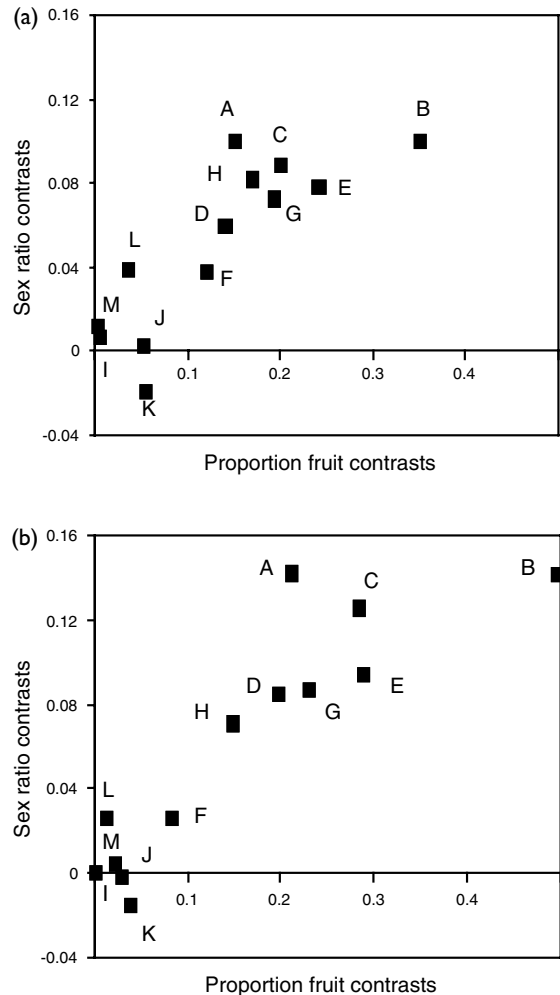 (a)
0.16
0.12
0.08
0.04
0
-0.04
Sex ratio contrasts
A
B
C
H
E
D
G
L
F
M
J
I
K
0.1 0.2 0.3 0.4
Proportion fruit contrasts
(b)
0.16
0.12
0.08
0.04
0
-0.04
Sex ratio contrasts
A
B
C
D
E
H
G
L
F
M
J
I
K
0.1 0.2 0.3 0.4
Proportion fruit contrasts